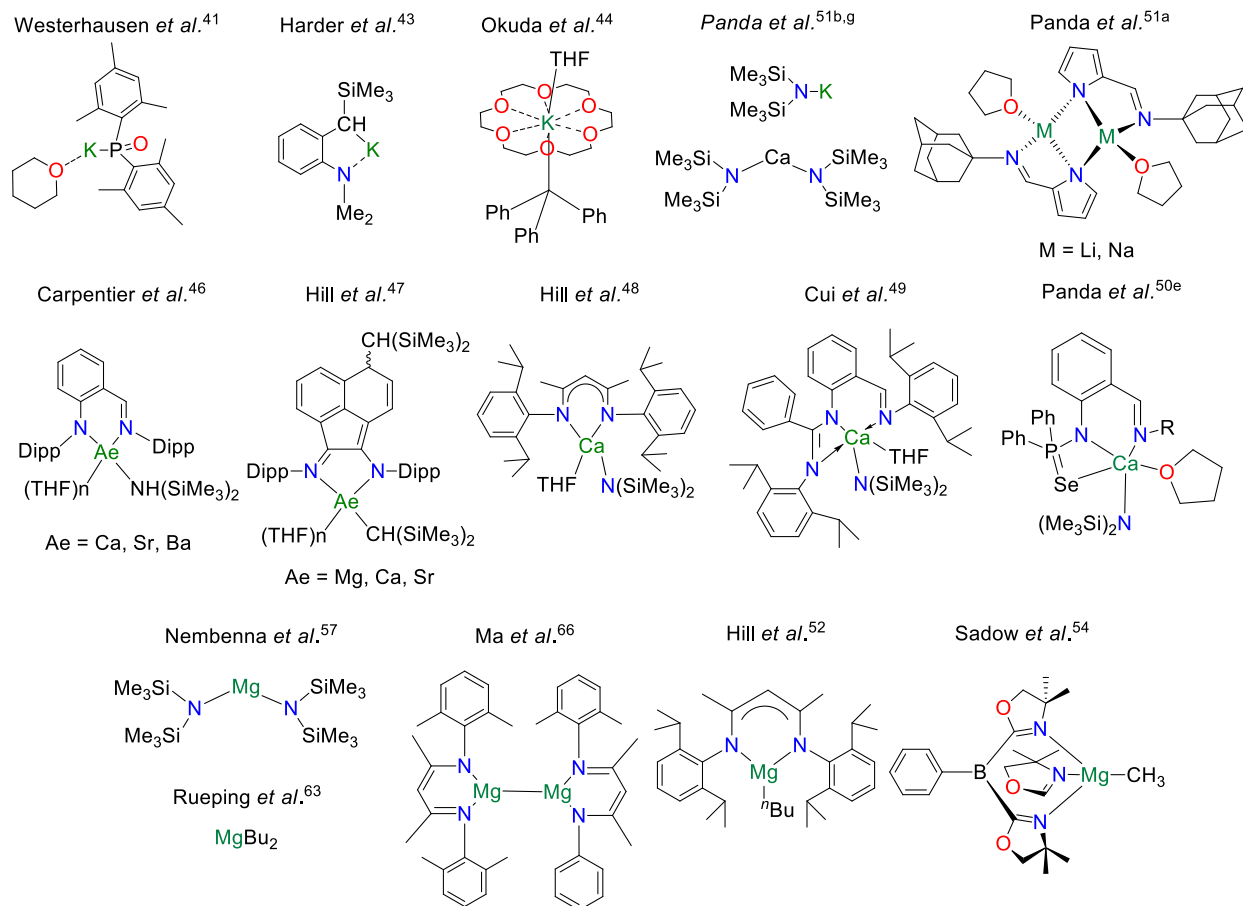 Westerhausen et al.41
Harder et al.43
Okuda et al.44
Panda et al.51b,g
Panda et al.51a
O
K
P
O
SiMe3
CH
K
N
Me2
THF
O
O
O
O
O
O
K
Ph
Ph
Ph
Me3Si
N
K
Me3Si
Me3Si
Ca
SiMe3
N
N
Me3Si
SiMe3
O
N
M
N
M
N
N
O
M = Li, Na
Carpentier et al.46
Hill et al.47
Hill et al.48
Cui et al.49
Panda et al.50e
N
N
Dipp
Dipp
Ae
(THF)n
NH(SiMe3)2
Ae = Ca, Sr, Ba
CH(SiMe3)2
Dipp
N
N
Dipp
Ae
(THF)n
CH(SiMe3)2
Ae = Mg, Ca, Sr
N
N
Ca
THF
N(SiMe3)2
N
N
Ca
THF
N
N(SiMe3)2
Ph
Ph
P
N
N
R
Ca
O
Se
(Me3Si)2N
Nembenna et al.57
Ma et al.66
Hill et al.52
Sadow et al.54
Me3Si
Mg
SiMe3
N
N
Me3Si
SiMe3
Rueping et al.63
MgBu2
N
N
Mg
Mg
N
N
N
N
Mg
nBu
O
N
B
N
Mg
CH3
O
N
O